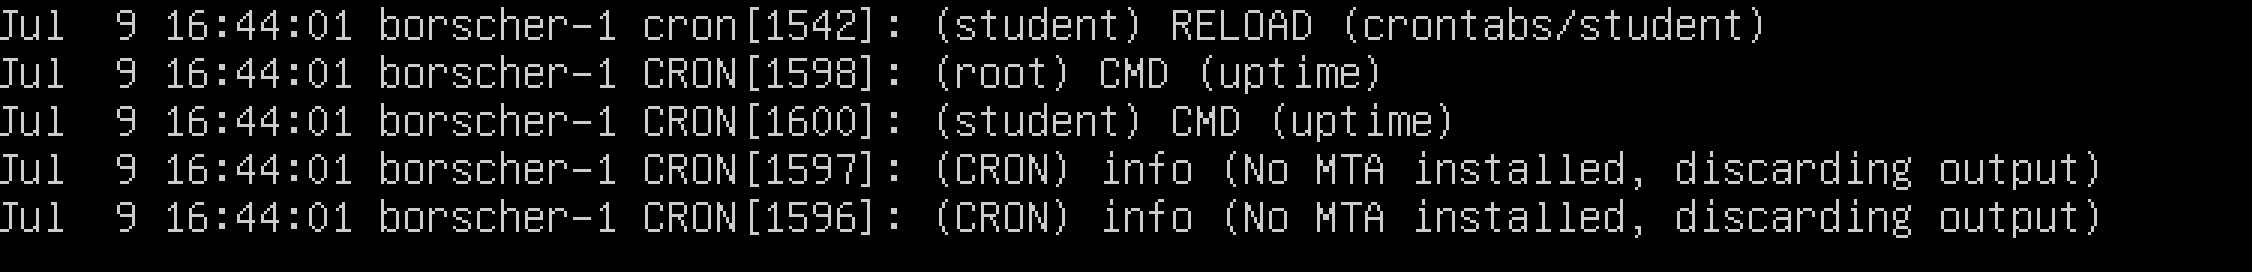 Jul  9 16:44:01 borscher-1 cron[1542]: (student) RELOAD (crontabs/student)
Jul  9 16:44:01 borscher-1 CRON[1598]: (root) CMD (uptime)
Jul  9 16:44:01 borscher-1 CRON[1600]: (student) CMD (uptime)
Jul  9 16:44:01 borscher-1 CRON[1597]: (CRON) info (No MTA installed, discarding output)
Jul  9 16:44:01 borscher-1 CRON[1596]: (CRON) info (No MTA installed, discarding output)